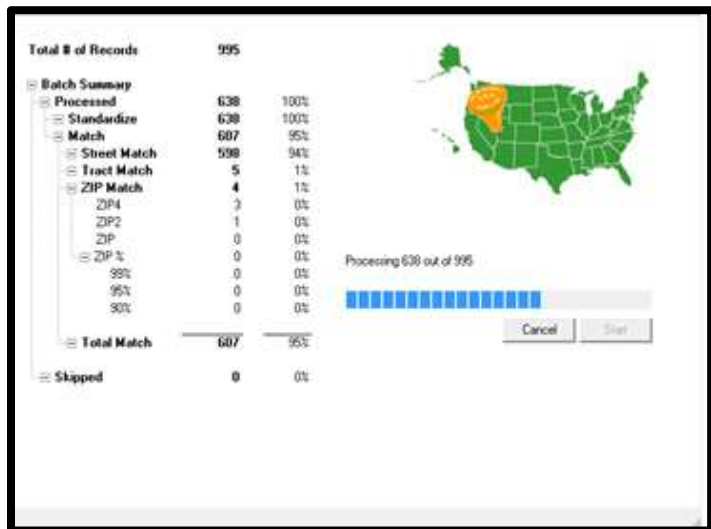 Total # of Records 995
Batch Summary
Processed 638 100%
Standardize 638 100%
Match 607 95%
Street Match 598 94%
Tract Match 5 1%
ZIP Match 4 1%
ZIP4 3 0%
ZIP2 1 0%
ZIP 0 0%
ZIP % 0 0%
99% 0 0%
95% 0 0%
90% 0 0%
Total Match 607 95%
Skipped 0 0%
Processing 638 out of 995
Cancel Start